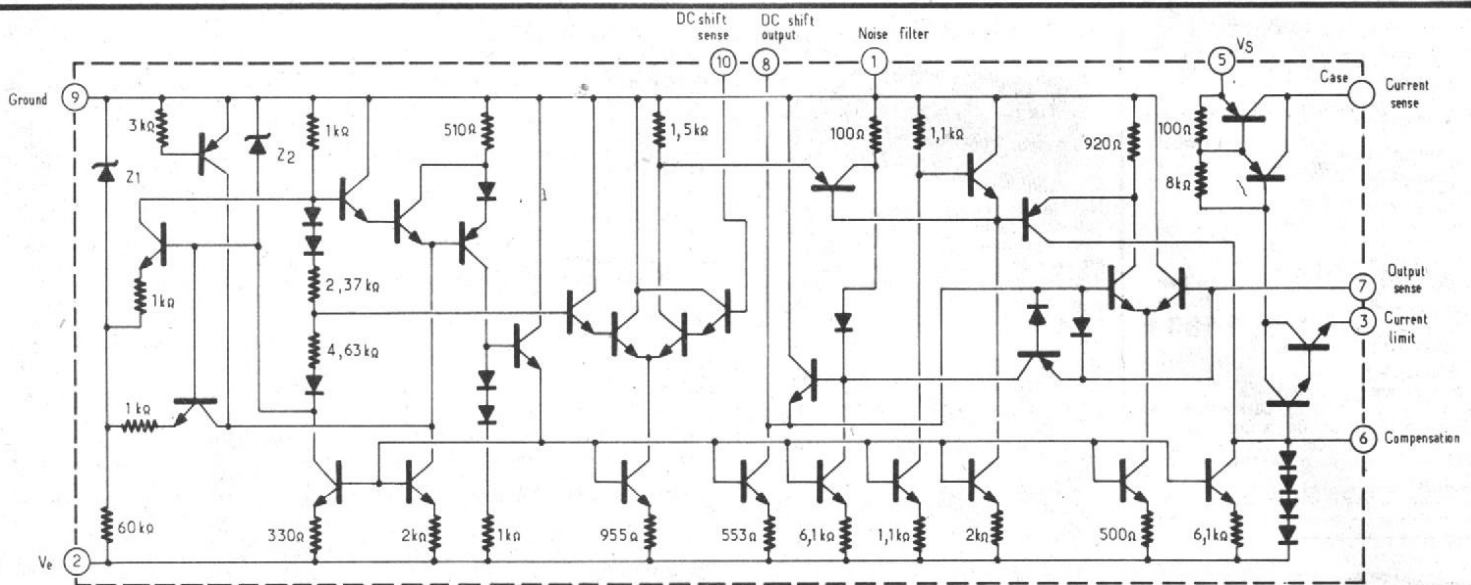 DC shift sense
DC shift output
Noise filter
10
8
1
5
VS
Ground
9
Case
Current sense
3kΩ
Z1
Z2
1kΩ
510Ω
1,5kΩ
100Ω
1,1kΩ
920Ω
100Ω
8kΩ
1kΩ
2,37kΩ
4,63kΩ
1kΩ
7
Output sense
3
Current limit
6
Compensation
60kΩ
330Ω
2kΩ
1kΩ
955Ω
553Ω
6,1kΩ
1,1kΩ
2kΩ
500Ω
6,1kΩ
Ve
2